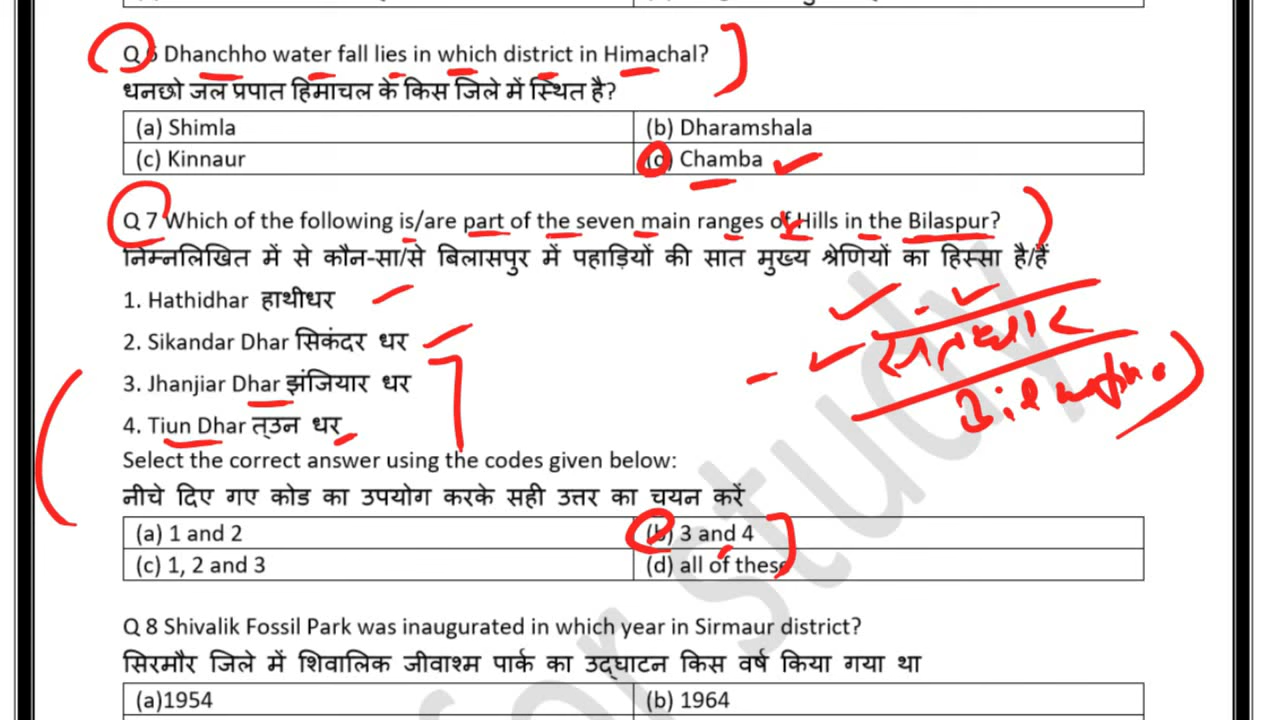 Q 6 Dhanchho water fall lies in which district in Himachal?
धनछो जल प्रपात हिमाचल के किस जिले में स्थित है?
(a) Shimla (b) Dharamshala
(c) Kinnaur (d) Chamba
Q 7 Which of the following is/are part of the seven main ranges of Hills in the Bilaspur?
निम्नलिखित में से कौन-सा/से बिलासपुर में पहाड़ियों की सात मुख्य श्रेणियों का हिस्सा है/हैं
1. Hathidhar हाथीधर
2. Sikandar Dhar सिकंदर धर
3. Jhanjiar Dhar झंजियार धर
4. Tiun Dhar त्उन धर
सतधार
Select the correct answer using the codes given below:
नीचे दिए गए कोड का उपयोग करके सही उत्तर का चयन करें
(a) 1 and 2 (b) 3 and 4
(c) 1, 2 and 3 (d) all of these
Q 8 Shivalik Fossil Park was inaugurated in which year in Sirmaur district?
सिरमौर जिले में शिवालिक जीवाश्म पार्क का उद्घाटन किस वर्ष किया गया था
(a)1954 (b) 1964
for study